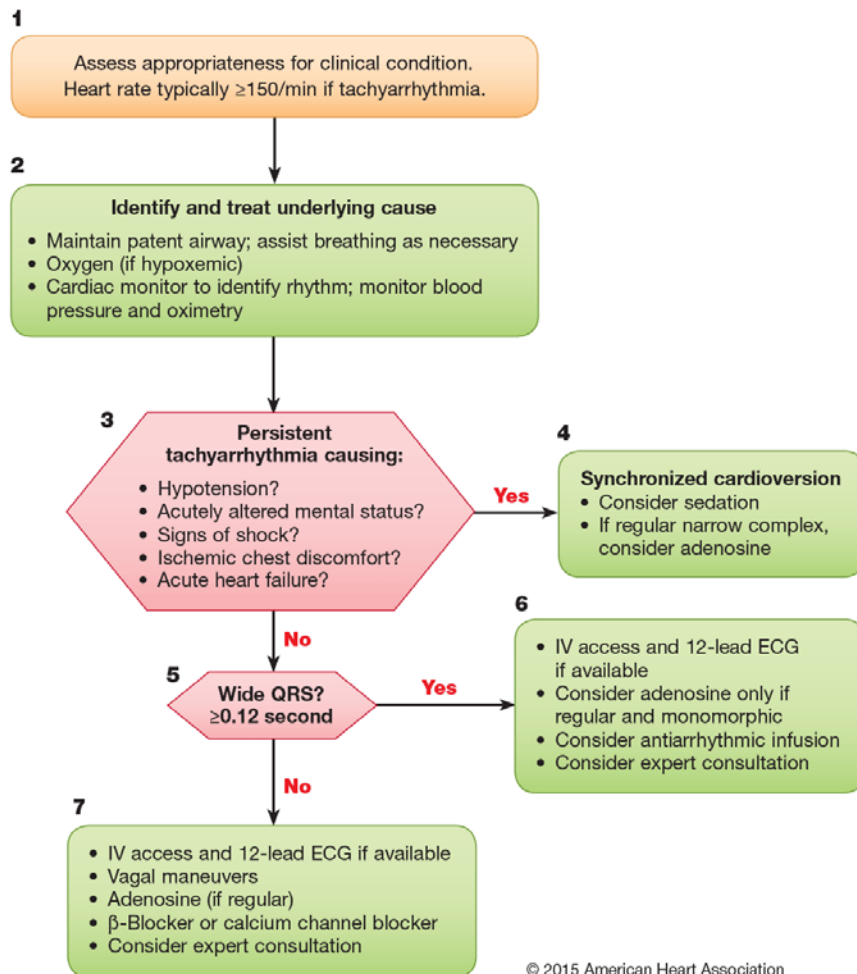 1
Assess appropriateness for clinical condition.
Heart rate typically ≥150/min if tachyarrhythmia.
2
Identify and treat underlying cause
• Maintain patent airway; assist breathing as necessary
• Oxygen (if hypoxemic)
• Cardiac monitor to identify rhythm; monitor blood
pressure and oximetry
3
Persistent
tachyarrhythmia causing:
• Hypotension?
• Acutely altered mental status?
• Signs of shock?
• Ischemic chest discomfort?
• Acute heart failure?
Yes
4
Synchronized cardioversion
• Consider sedation
• If regular narrow complex,
consider adenosine
No
5
Wide QRS?
≥0.12 second
Yes
6
• IV access and 12-lead ECG
if available
• Consider adenosine only if
regular and monomorphic
• Consider antiarrhythmic infusion
• Consider expert consultation
No
7
• IV access and 12-lead ECG if available
• Vagal maneuvers
• Adenosine (if regular)
• β-Blocker or calcium channel blocker
• Consider expert consultation
© 2015 American Heart Association